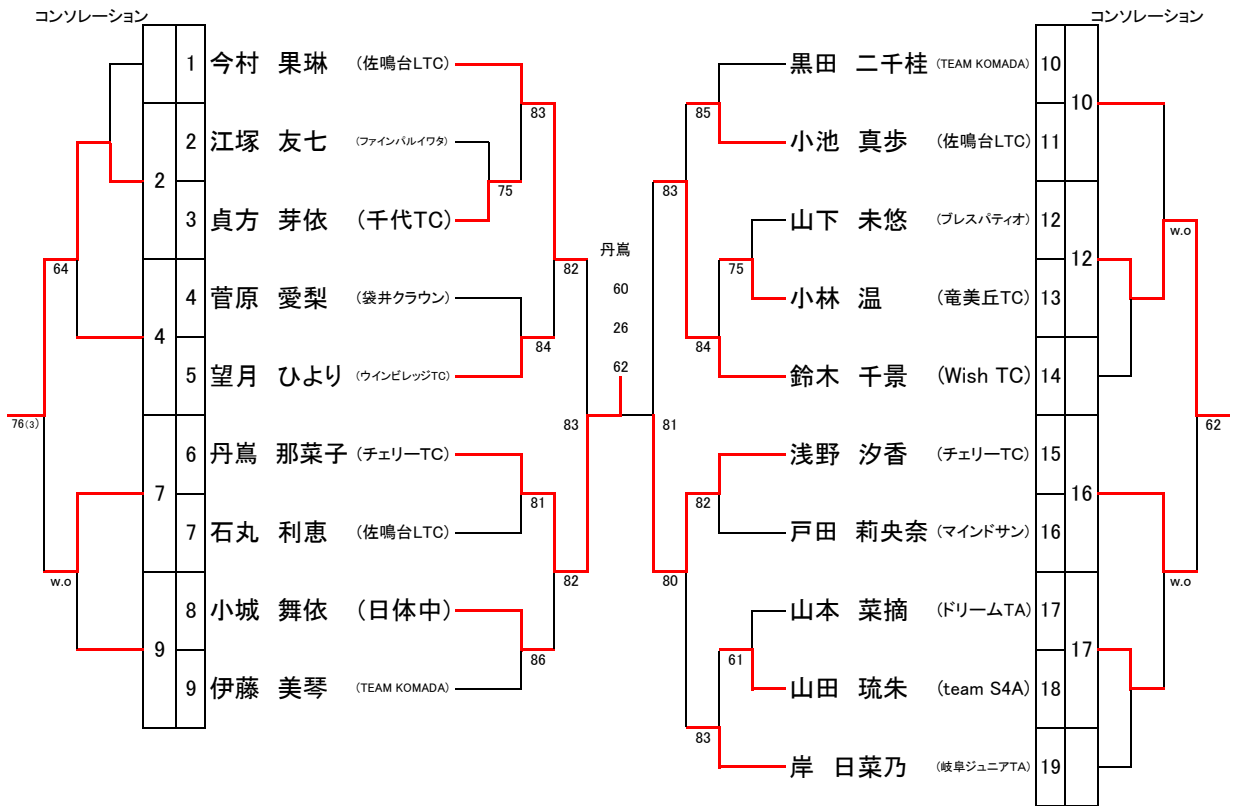 コンソレーション
1 今村 果琳 (佐鳴台LTC)
2 江塚 友七 (ファインバルイワタ)
3 貞方 芽依 (千代TC)
4 菅原 愛梨 (袋井クラウン)
5 望月 ひより (ウインビレッジTC)
6 丹嶌 那菜子 (チェリーTC)
7 石丸 利恵 (佐鳴台LTC)
8 小城 舞依 (日体中)
9 伊藤 美琴 (TEAM KOMADA)
2
4
7
9
64
w.o
76(3)
83
75
84
81
86
82
82
83
丹嶌
60
26
62
81
83
80
85
75
84
82
61
83
コンソレーション
黒田 二千桂 (TEAM KOMADA) 10
小池 真歩 (佐鳴台LTC) 11
山下 未悠 (ブレスパティオ) 12
小林 温 (竜美丘TC) 13
鈴木 千景 (Wish TC) 14
浅野 汐香 (チェリーTC) 15
戸田 莉央奈 (マインドサン) 16
山本 菜摘 (ドリームTA) 17
山田 琉朱 (team S4A) 18
岸 日菜乃 (岐阜ジュニアTA) 19
10
12
16
17
w.o
w.o
62